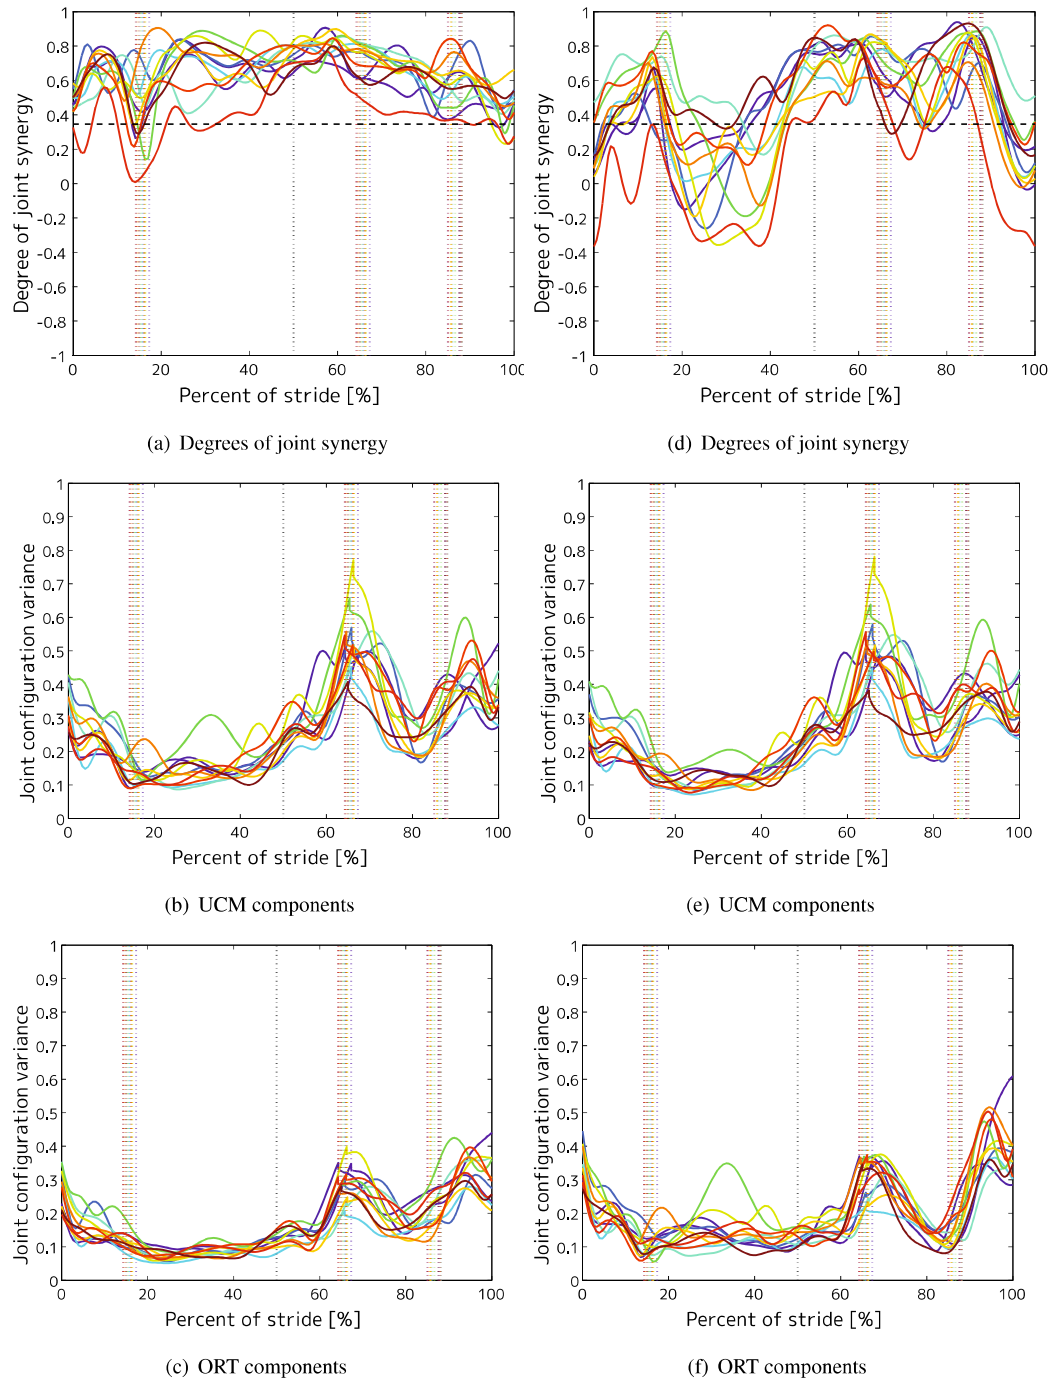 1
0.8
0.6
0.4
0.2
0
-0.2
-0.4
-0.6
-0.8
-1
Degree of joint synergy
0 20 40 60 80 100
Percent of stride [%]
(a) Degrees of joint synergy
1
0.8
0.6
0.4
0.2
0
-0.2
-0.4
-0.6
-0.8
-1
Degree of joint synergy
0 20 40 60 80 100
Percent of stride [%]
(d) Degrees of joint synergy
1
0.9
0.8
0.7
0.6
0.5
0.4
0.3
0.2
0.1
0
Joint configuration variance
0 20 40 60 80 100
Percent of stride [%]
(b) UCM components
1
0.9
0.8
0.7
0.6
0.5
0.4
0.3
0.2
0.1
0
Joint configuration variance
0 20 40 60 80 100
Percent of stride [%]
(e) UCM components
1
0.9
0.8
0.7
0.6
0.5
0.4
0.3
0.2
0.1
0
Joint configuration variance
0 20 40 60 80 100
Percent of stride [%]
(c) ORT components
1
0.9
0.8
0.7
0.6
0.5
0.4
0.3
0.2
0.1
0
Joint configuration variance
0 20 40 60 80 100
Percent of stride [%]
(f) ORT components